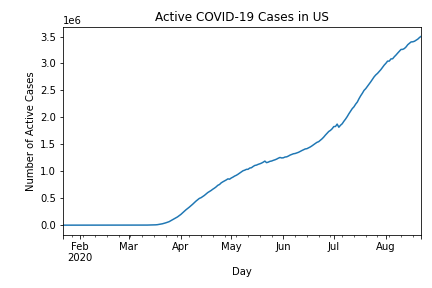 Active COVID-19 Cases in US
1e6
Number of Active Cases
3.5
3.0
2.5
2.0
1.5
1.0
0.5
0.0
Feb Mar Apr May Jun Jul Aug
2020
Day